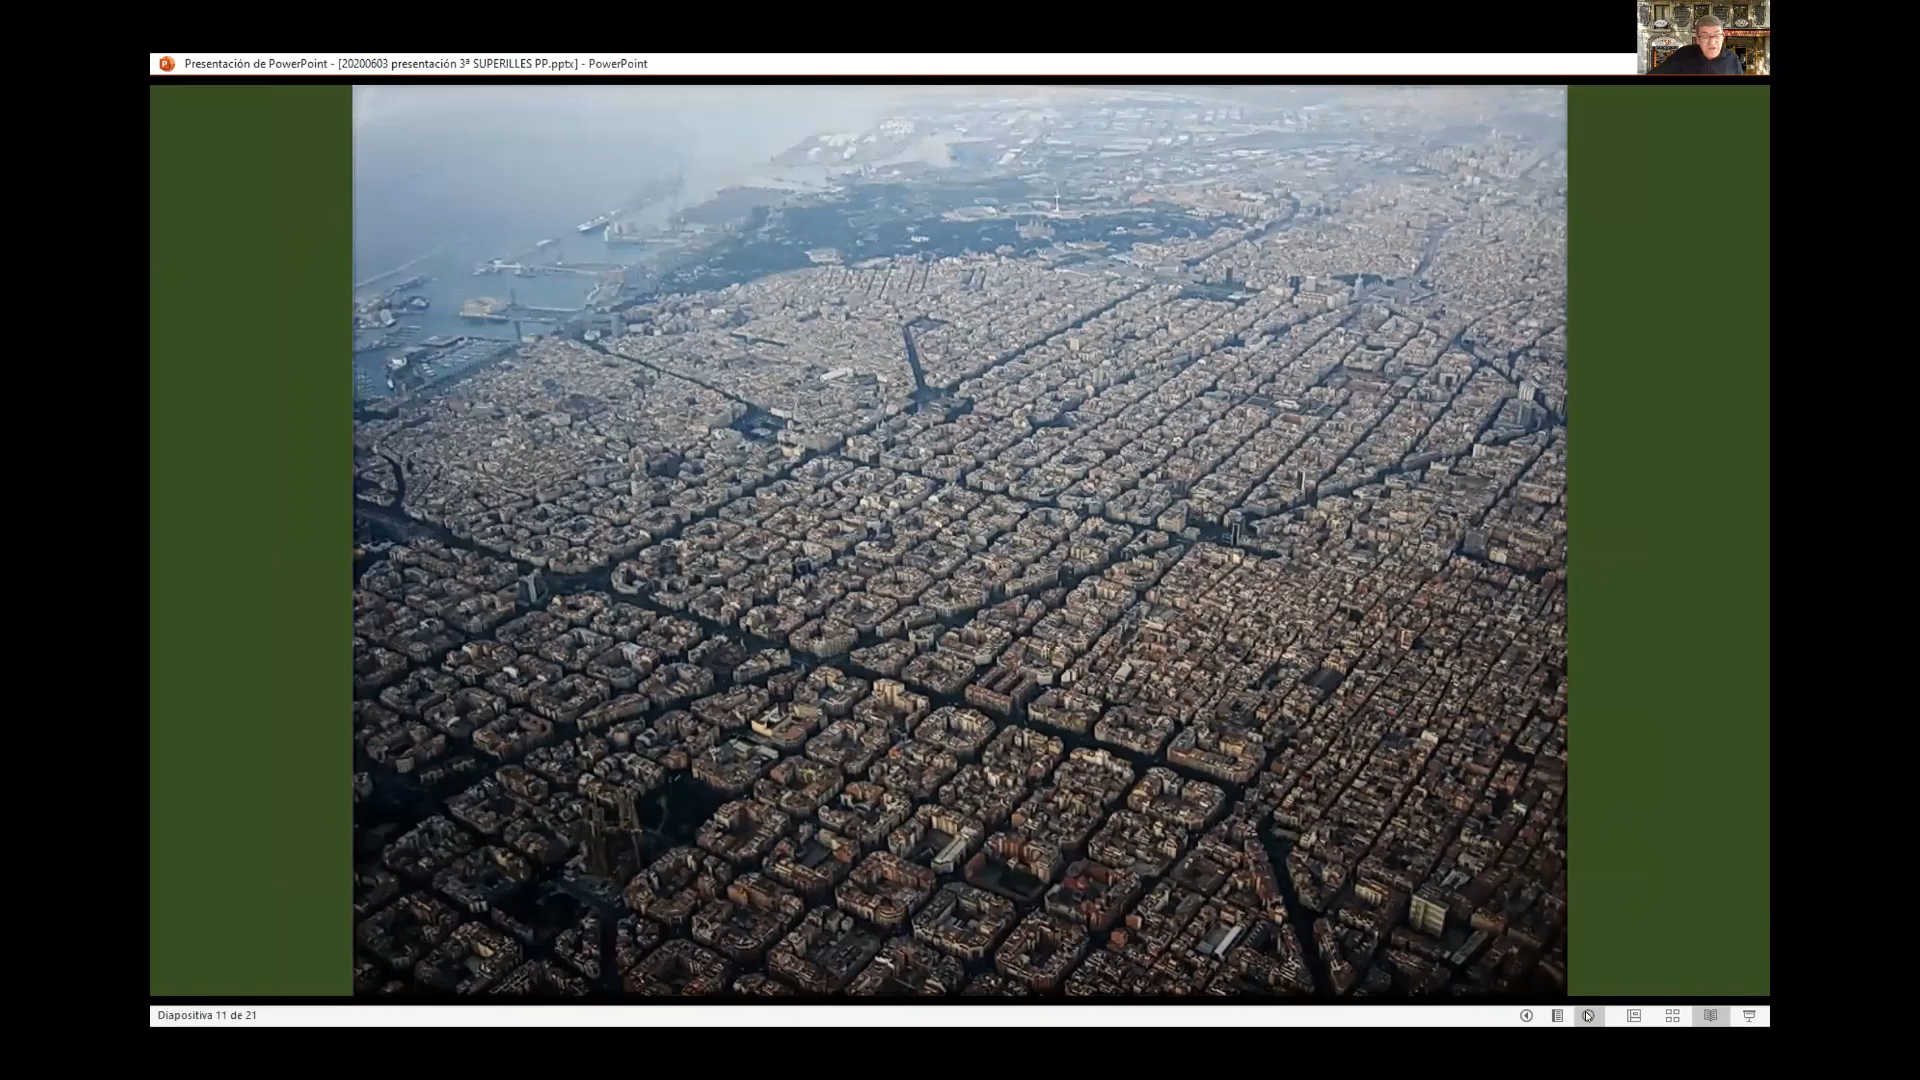 Presentación de PowerPoint - [20200603 presentación 3ª SUPERILLES PP.pptx] - PowerPoint
Diapositiva 11 de 21